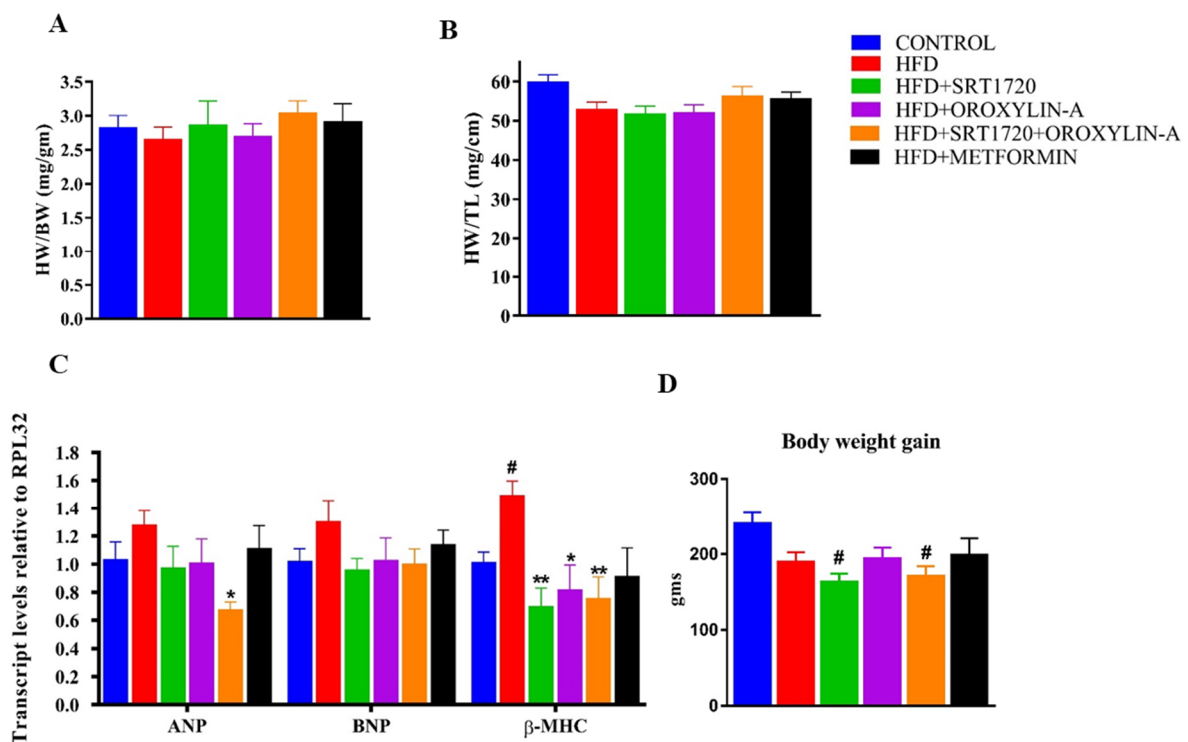 A
HW/BW (mg/gm)
3.5
3.0
2.5
2.0
1.5
1.0
0.5
0.0
B
HW/TL (mg/cm)
60
50
40
30
20
10
0
CONTROL
HFD
HFD+SRT1720
HFD+OROXYLIN-A
HFD+SRT1720+OROXYLIN-A
HFD+METFORMIN
C
Transcript levels relative to RPL32
1.8
1.6
1.4
1.2
1.0
0.8
0.6
0.4
0.2
0.0
*
#
**
*
**
ANP
BNP
β-MHC
D
Body weight gain
gms
300
200
100
0
#
#